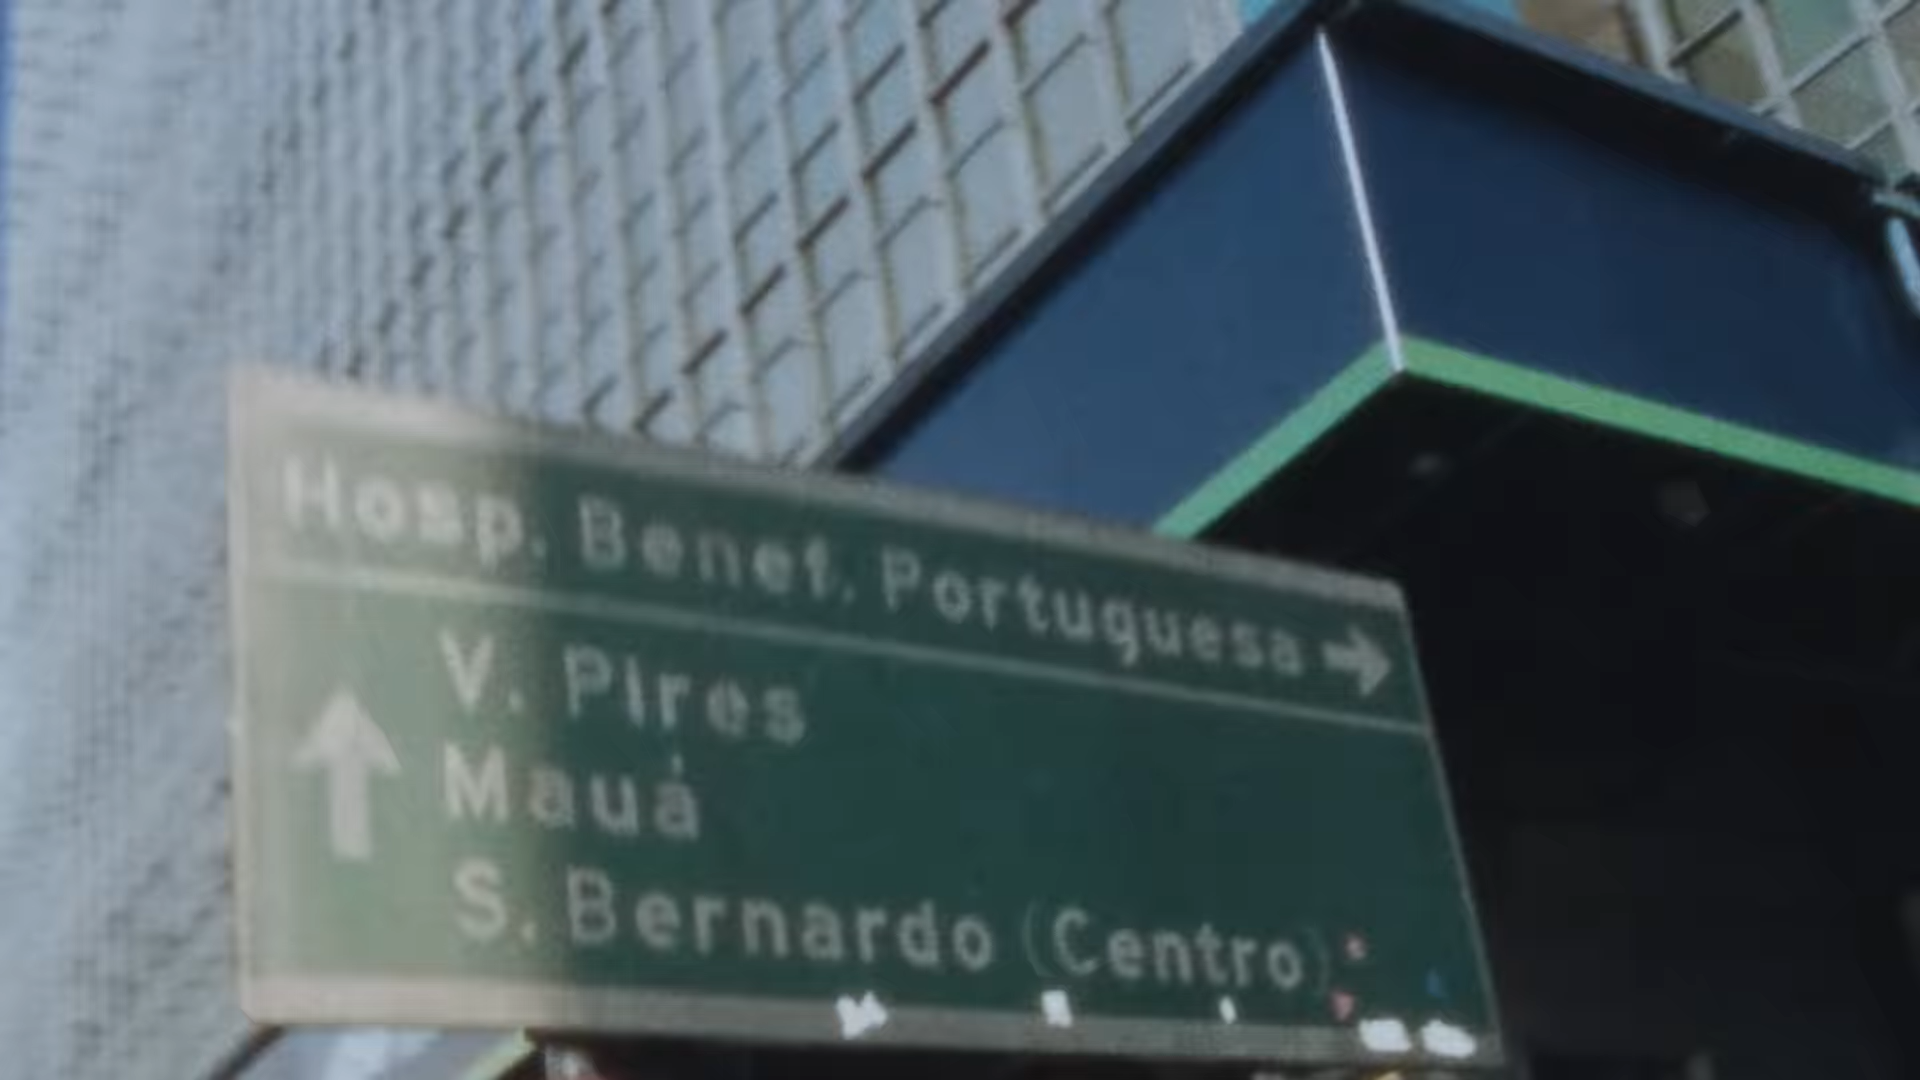 Hosp. Benef. Portuguesa →
V. Pires
Mauá
S. Bernardo (Centro)